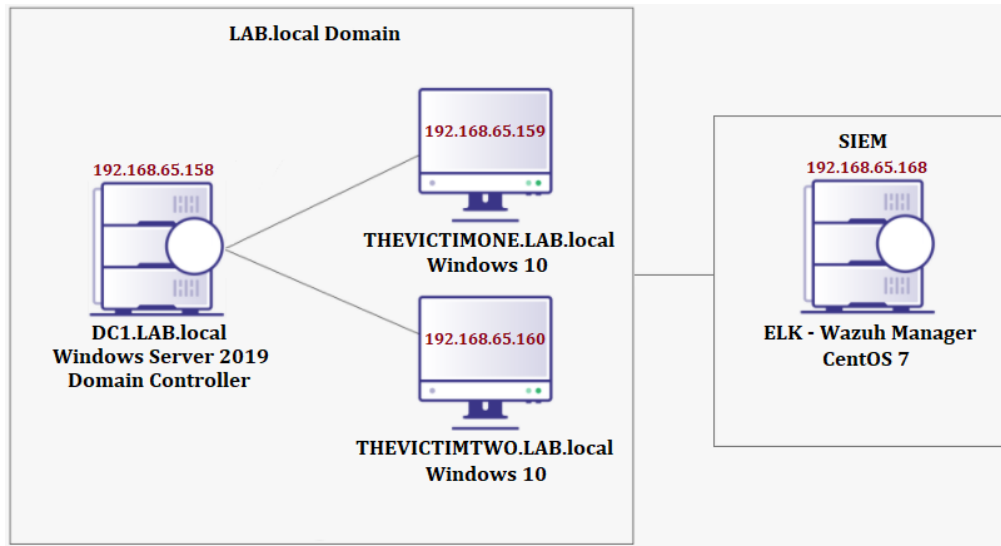 LAB.local Domain
192.168.65.158
DC1.LAB.local
Windows Server 2019
Domain Controller
192.168.65.159
THEVICTIMONE.LAB.local
Windows 10
192.168.65.160
THEVICTIMTWO.LAB.local
Windows 10
SIEM
192.168.65.168
ELK - Wazuh Manager
CentOS 7